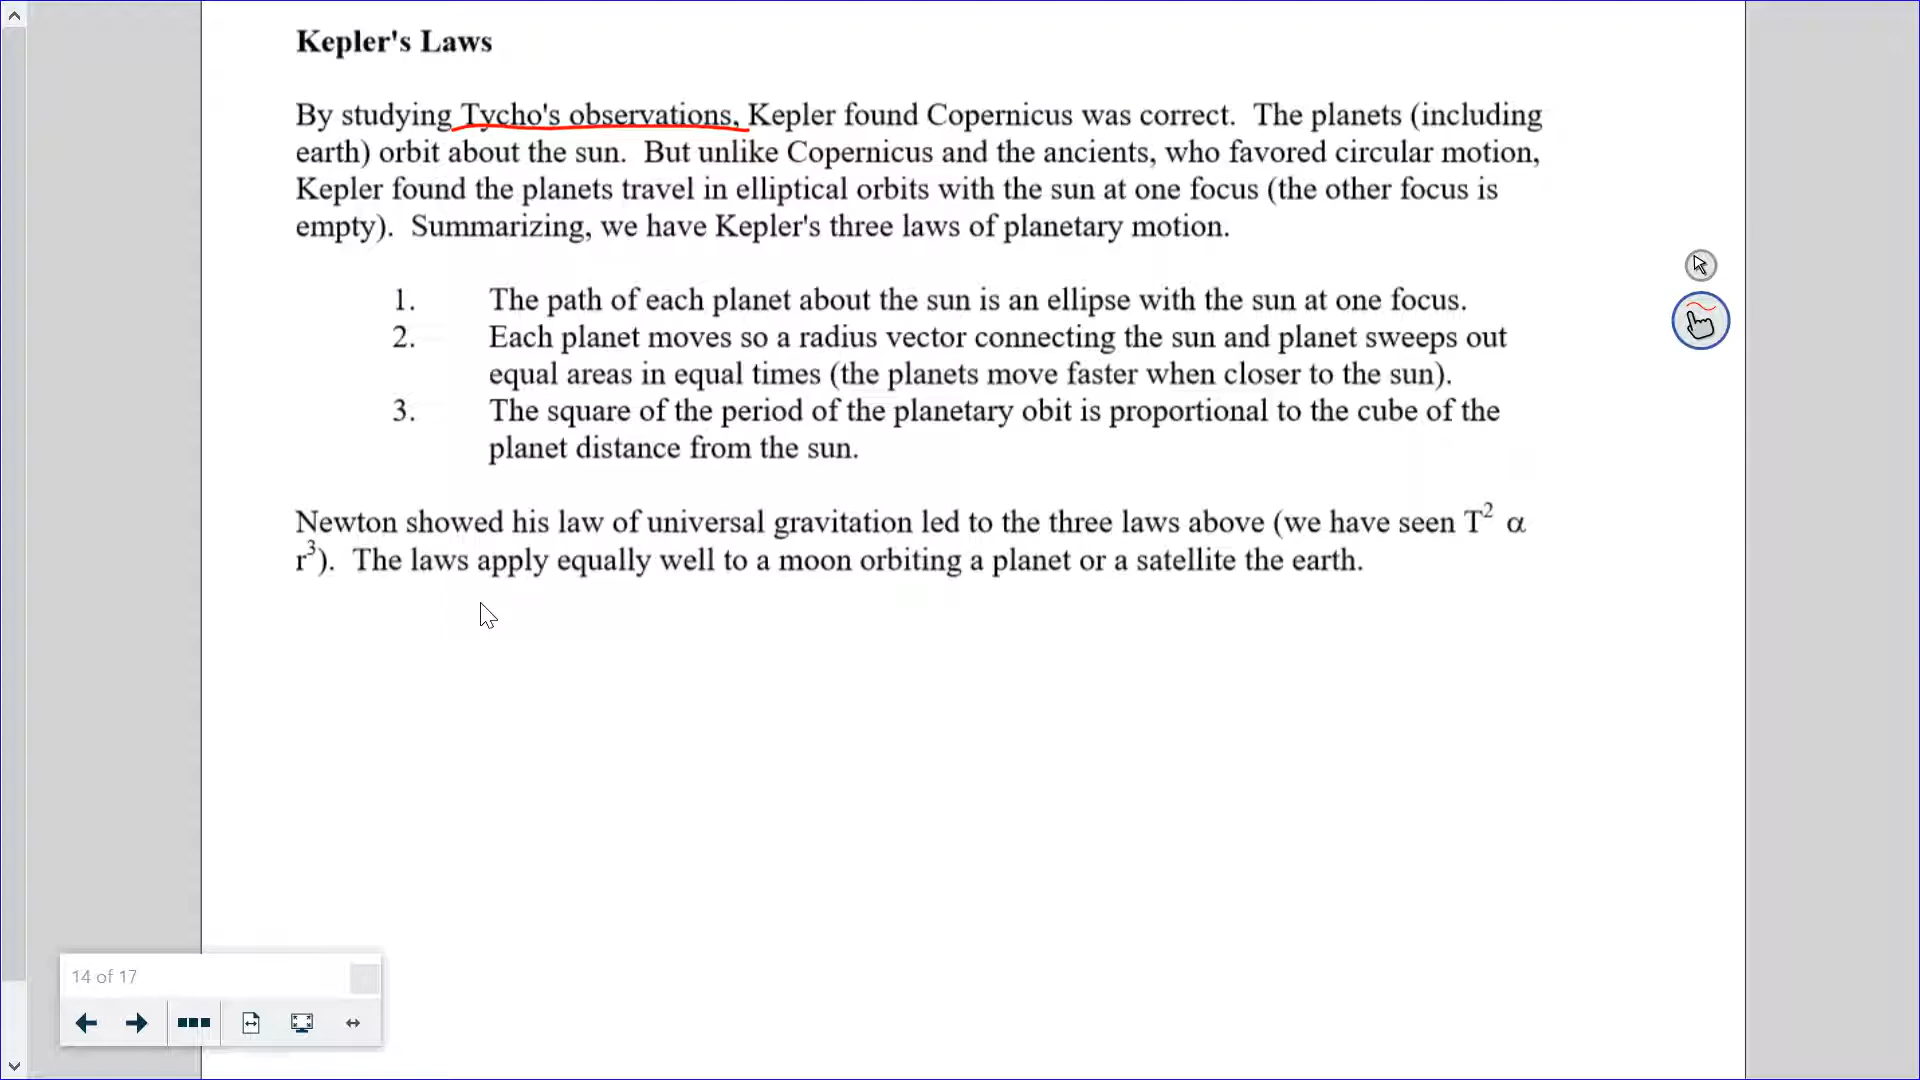 Kepler's Laws
By studying Tycho's observations, Kepler found Copernicus was correct. The planets (including
earth) orbit about the sun. But unlike Copernicus and the ancients, who favored circular motion,
Kepler found the planets travel in elliptical orbits with the sun at one focus (the other focus is
empty). Summarizing, we have Kepler's three laws of planetary motion.
1. The path of each planet about the sun is an ellipse with the sun at one focus.
2. Each planet moves so a radius vector connecting the sun and planet sweeps out
equal areas in equal times (the planets move faster when closer to the sun).
3. The square of the period of the planetary obit is proportional to the cube of the
planet distance from the sun.
Newton showed his law of universal gravitation led to the three laws above (we have seen T² α
r³). The laws apply equally well to a moon orbiting a planet or a satellite the earth.
14 of 17